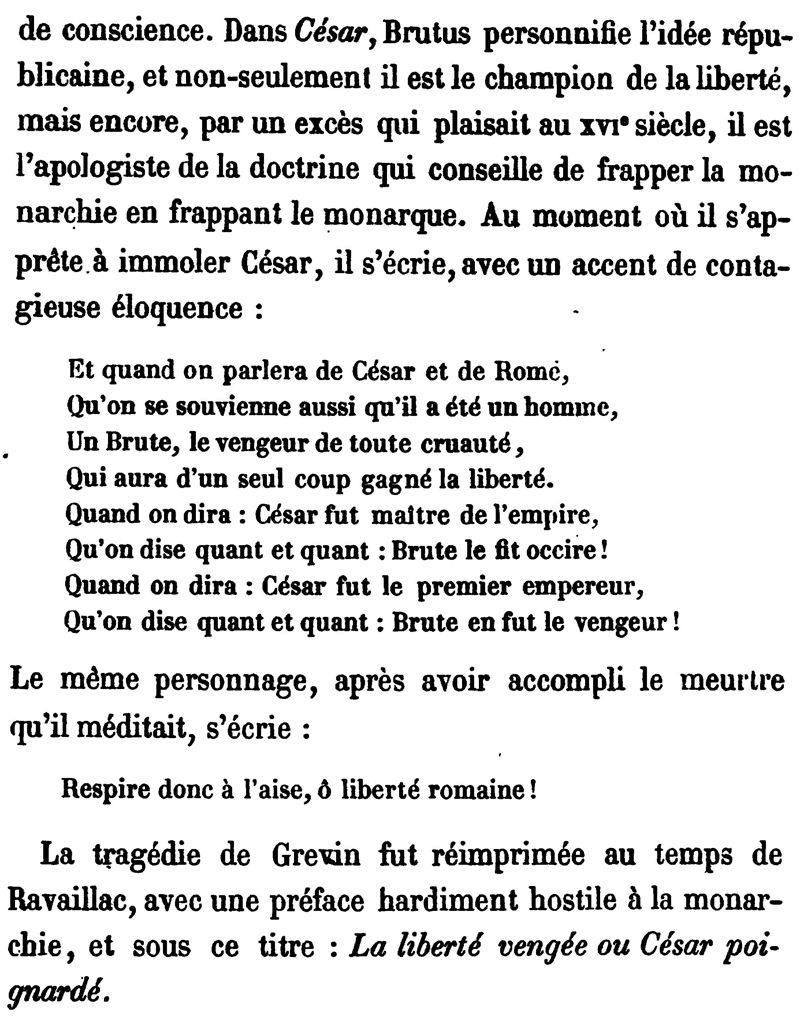 de conscience. Dans César, Brutus personnifie l'idée répu-
blicaine, et non-seulement il est le champion de la liberté,
mais encore, par un excès qui plaisait au XVIe siècle, il est
l'apologiste de la doctrine qui conseille de frapper la mo-
narchie en frappant le monarque. Au moment où il s'ap-
prête à immoler César, il s'écrie, avec un accent de conta-
gieuse éloquence :
Et quand on parlera de César et de Rome,
Qu'on se souvienne aussi qu'il a été un homme,
Un Brute, le vengeur de toute cruauté,
Qui aura d'un seul coup gagné la liberté.
Quand on dira : César fut maître de l'empire,
Qu'on dise quant et quant : Brute le fit occire !
Quand on dira : César fut le premier empereur,
Qu'on dise quant et quant : Brute en fut le vengeur !
Le même personnage, après avoir accompli le meurtre
qu'il méditait, s'écrie :
Respire donc à l'aise, ô liberté romaine !
La tragédie de Grevin fut réimprimée au temps de
Ravaillac, avec une préface hardiment hostile à la monar-
chie, et sous ce titre : La liberté vengée ou César poi-
gnardé.